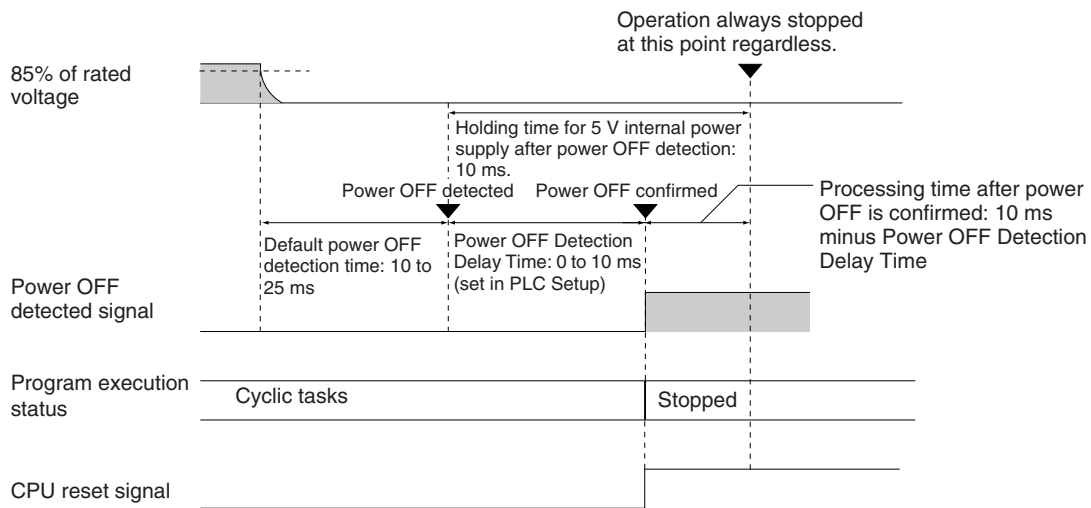 Operation always stopped
at this point regardless.
85% of rated
voltage
Holding time for 5 V internal power
supply after power OFF detection:
10 ms.
Power OFF detected
Power OFF confirmed
Processing time after power
OFF is confirmed: 10 ms
minus Power OFF Detection
Delay Time
Default power OFF
detection time: 10 to
25 ms
Power OFF Detection
Delay Time: 0 to 10 ms
(set in PLC Setup)
Power OFF
detected signal
Program execution
status
Cyclic tasks
Stopped
CPU reset signal